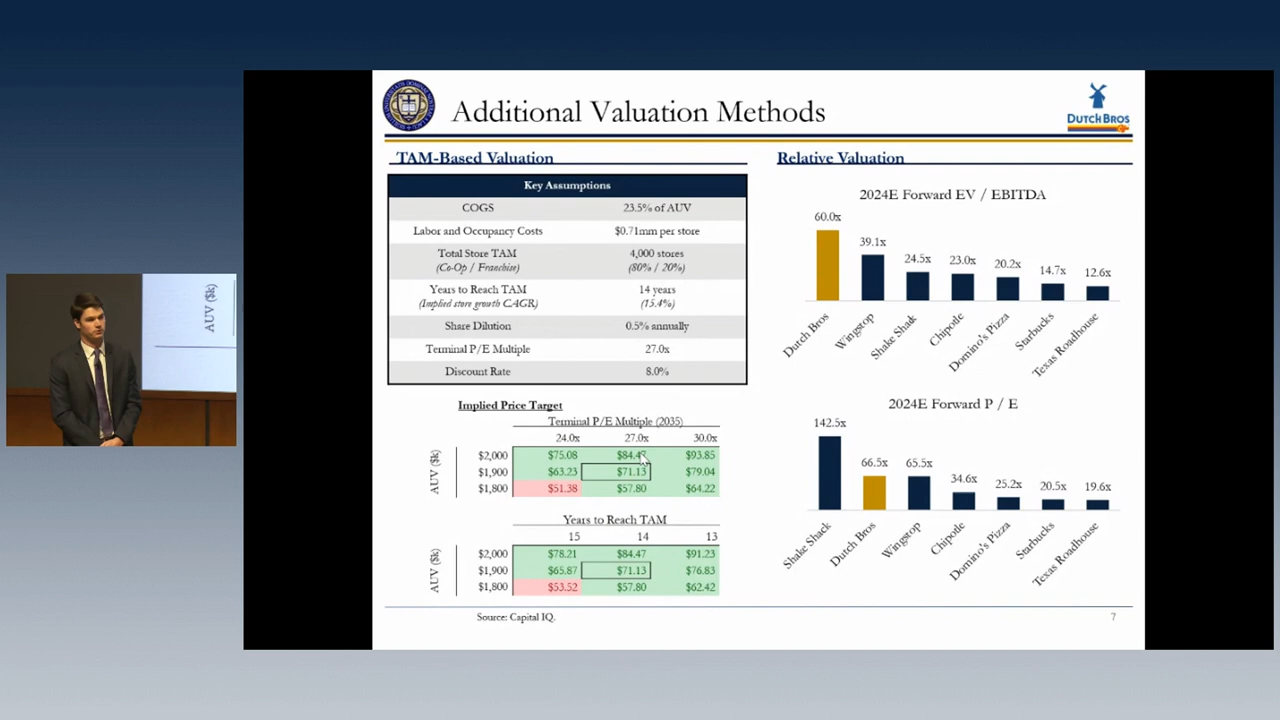 Additional Valuation Methods
DUTCH BROS
TAM-Based Valuation
Key Assumptions
COGS 23.5% of AUV
Labor and Occupancy Costs $0.71mm per store
Total Store TAM 4,000 stores
(Co-Op / Franchise) (80% / 20%)
Years to Reach TAM 14 years
(Implied store growth CAGR) (15.4%)
Share Dilution 0.5% annually
Terminal P/E Multiple 27.0x
Discount Rate 8.0%
Implied Price Target
Terminal P/E Multiple (2035)
24.0x 27.0x 30.0x
AUV ($k)
$2,000 $75.08 $84.47 $93.85
$1,900 $63.23 $71.13 $79.04
$1,800 $51.38 $57.80 $64.22
Years to Reach TAM
15 14 13
AUV ($k)
$2,000 $78.21 $84.47 $91.23
$1,900 $65.87 $71.13 $76.83
$1,800 $53.52 $57.80 $62.42
Relative Valuation
2024E Forward EV / EBITDA
60.0x 39.1x 24.5x 23.0x 20.2x 14.7x 12.6x
Dutch Bros Wingstop Shake Shack Chipotle Domino's Pizza Starbucks Texas Roadhouse
2024E Forward P / E
142.5x 66.5x 65.5x 34.6x 25.2x 20.5x 19.6x
Shake Shack Dutch Bros Wingstop Chipotle Domino's Pizza Starbucks Texas Roadhouse
Source: Capital IQ.
7
AUV ($k)